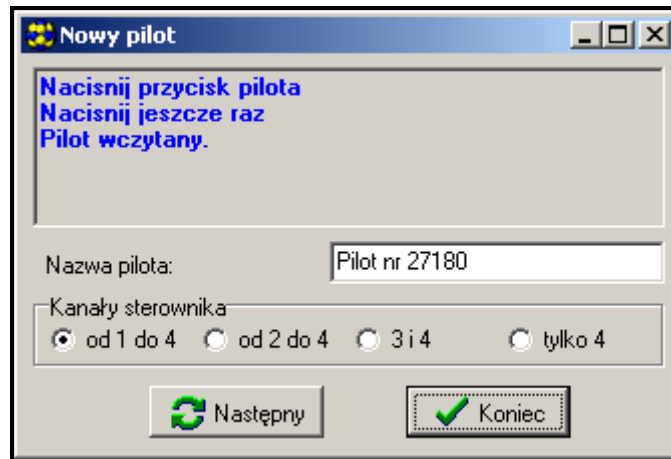 Nowy pilot
Nacisnij przycisk pilota
Nacisnij jeszcze raz
Pilot wczytany.
Nazwa pilota: Pilot nr 27180
Kanały sterownika
od 1 do 4 od 2 do 4 3 i 4 tylko 4
Następny Koniec